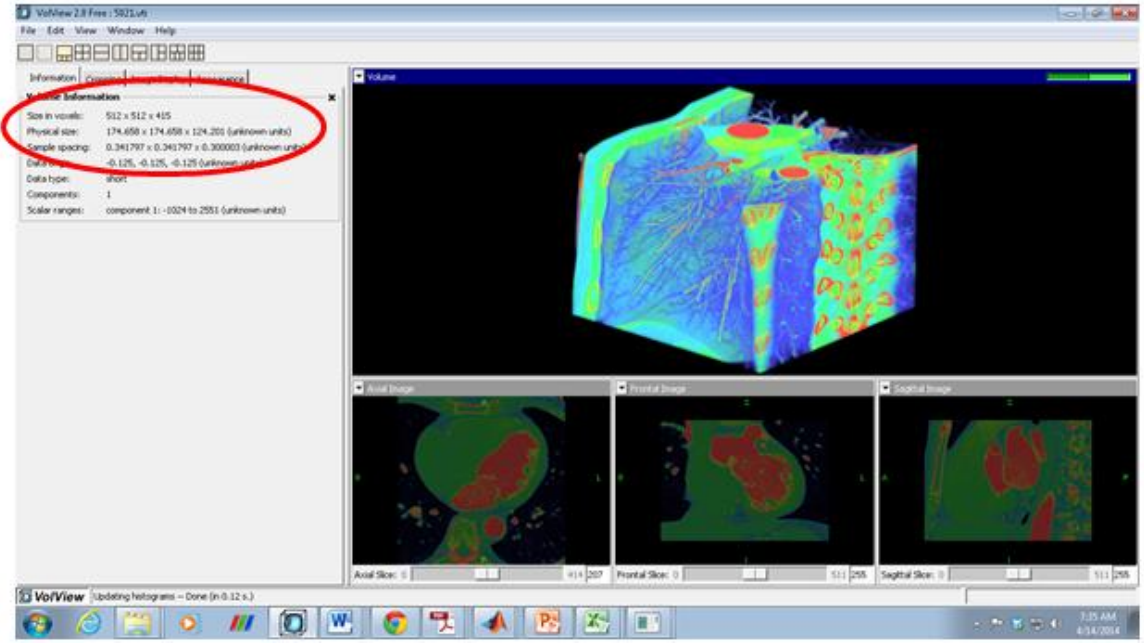 VolView 2.0 Free : 5021.vti
File Edit View Window Help
Information
Volume Information
Size in voxels: 512 x 512 x 415
Physical size: 174.658 x 174.658 x 124.201 (unknown units)
Sample spacing: 0.341797 x 0.341797 x 0.300003 (unknown units)
Data -0.125, -0.125, -0.125 (unknown units)
Data type: short
Components: 1
Scalar ranges: component 1: -1024 to 2551 (unknown units)
Volume
Axial Image
Frontal Image
Sagittal Image
L
Axial Slice: 0 414 207
Frontal Slice: 0 511 255
Sagittal Slice: 0 511 255
VolView Updating histograms -- Done (in 0.12 s.)
7:35 AM
4/14/2014